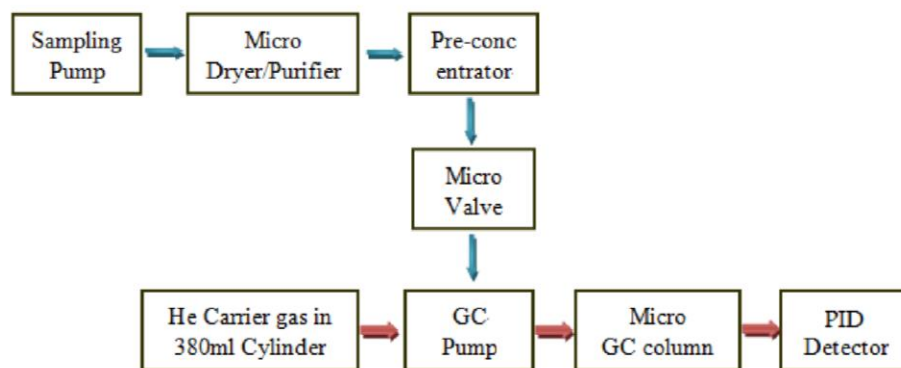 Sampling
Pump
Micro
Dryer/Purifier
Pre-conc
entrator
Micro
Valve
He Carrier gas in
380ml Cylinder
GC
Pump
Micro
GC column
PID
Detector